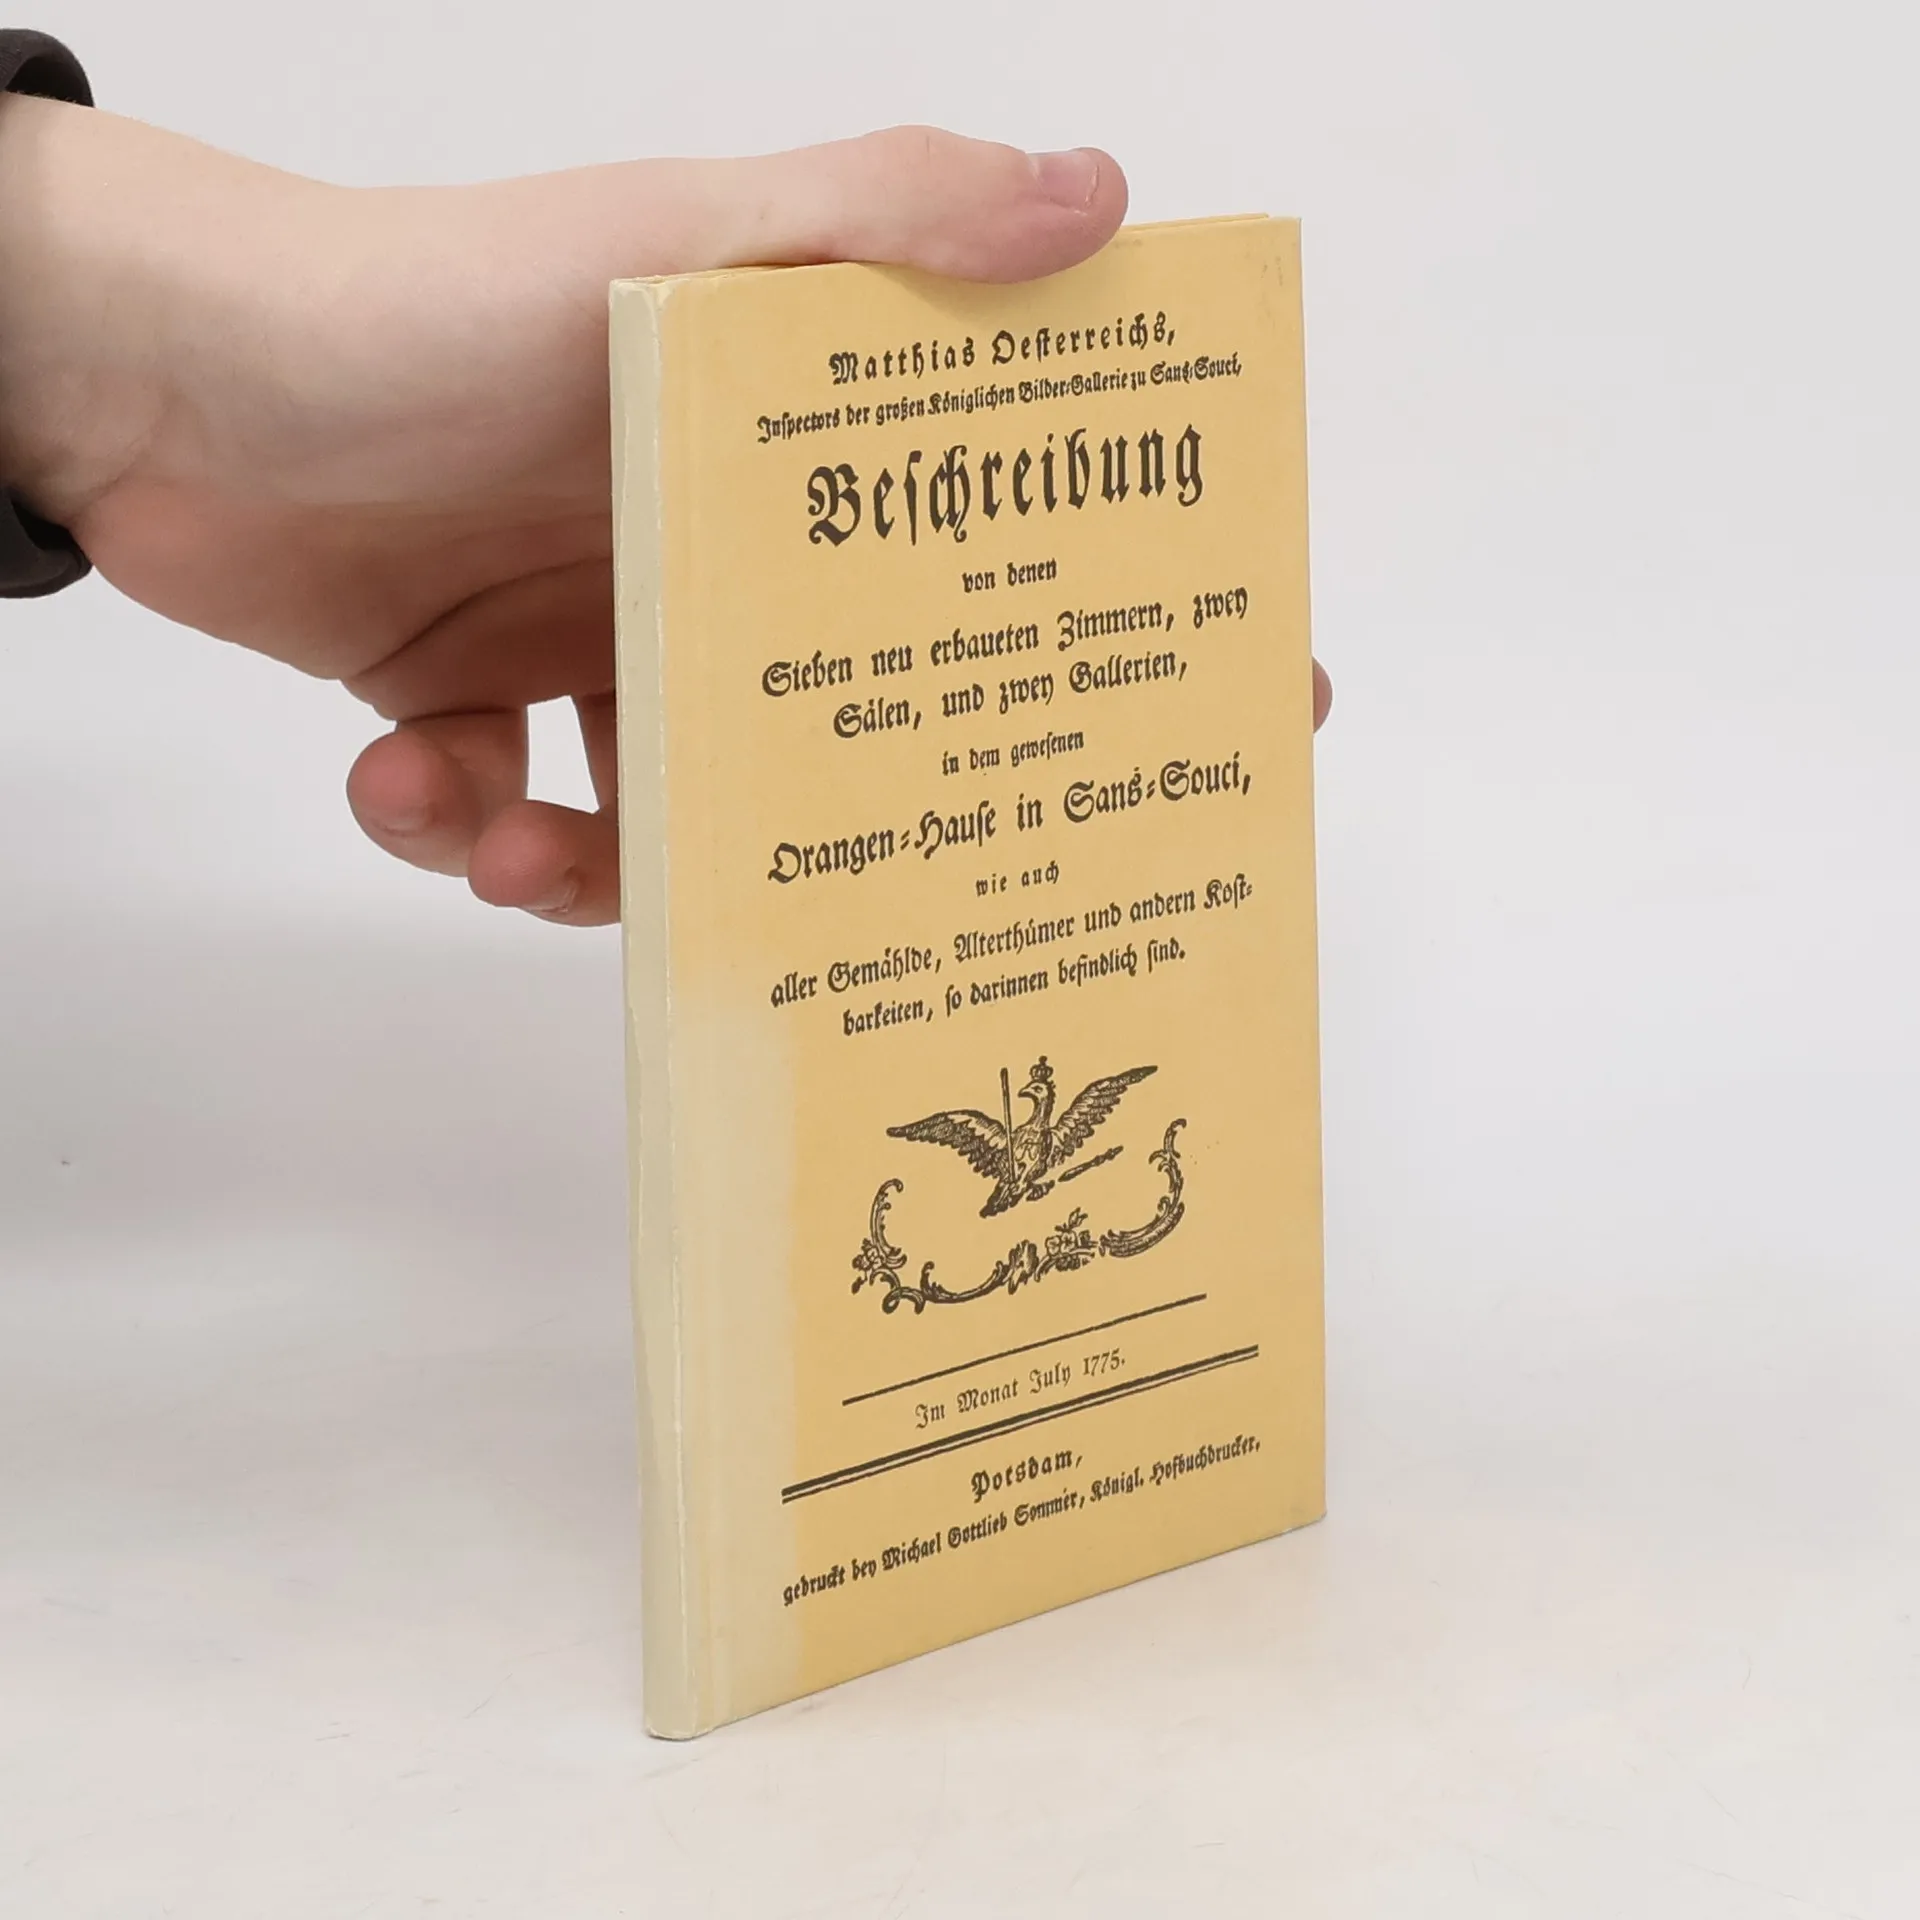 Matthias Oesterreichs,
Inſpectors der großen Königlichen Bilder-Gallerie zu Sans-Souci,
Beſchreibung
von denen
Sieben neu erbaueten Zimmern, zwey
Sälen, und zwey Gallerien,
in dem geweſenen
Orangen-Hauſe in Sans-Souci,
wie auch
aller Gemählde, Alterthümer und andern Koſt-
barkeiten, ſo darinnen befindlich ſind.
Im Monat July 1775.
Potsdam,
gedruckt bey Michael Gottlieb Sommer, Königl. Hofbuchdrucker.